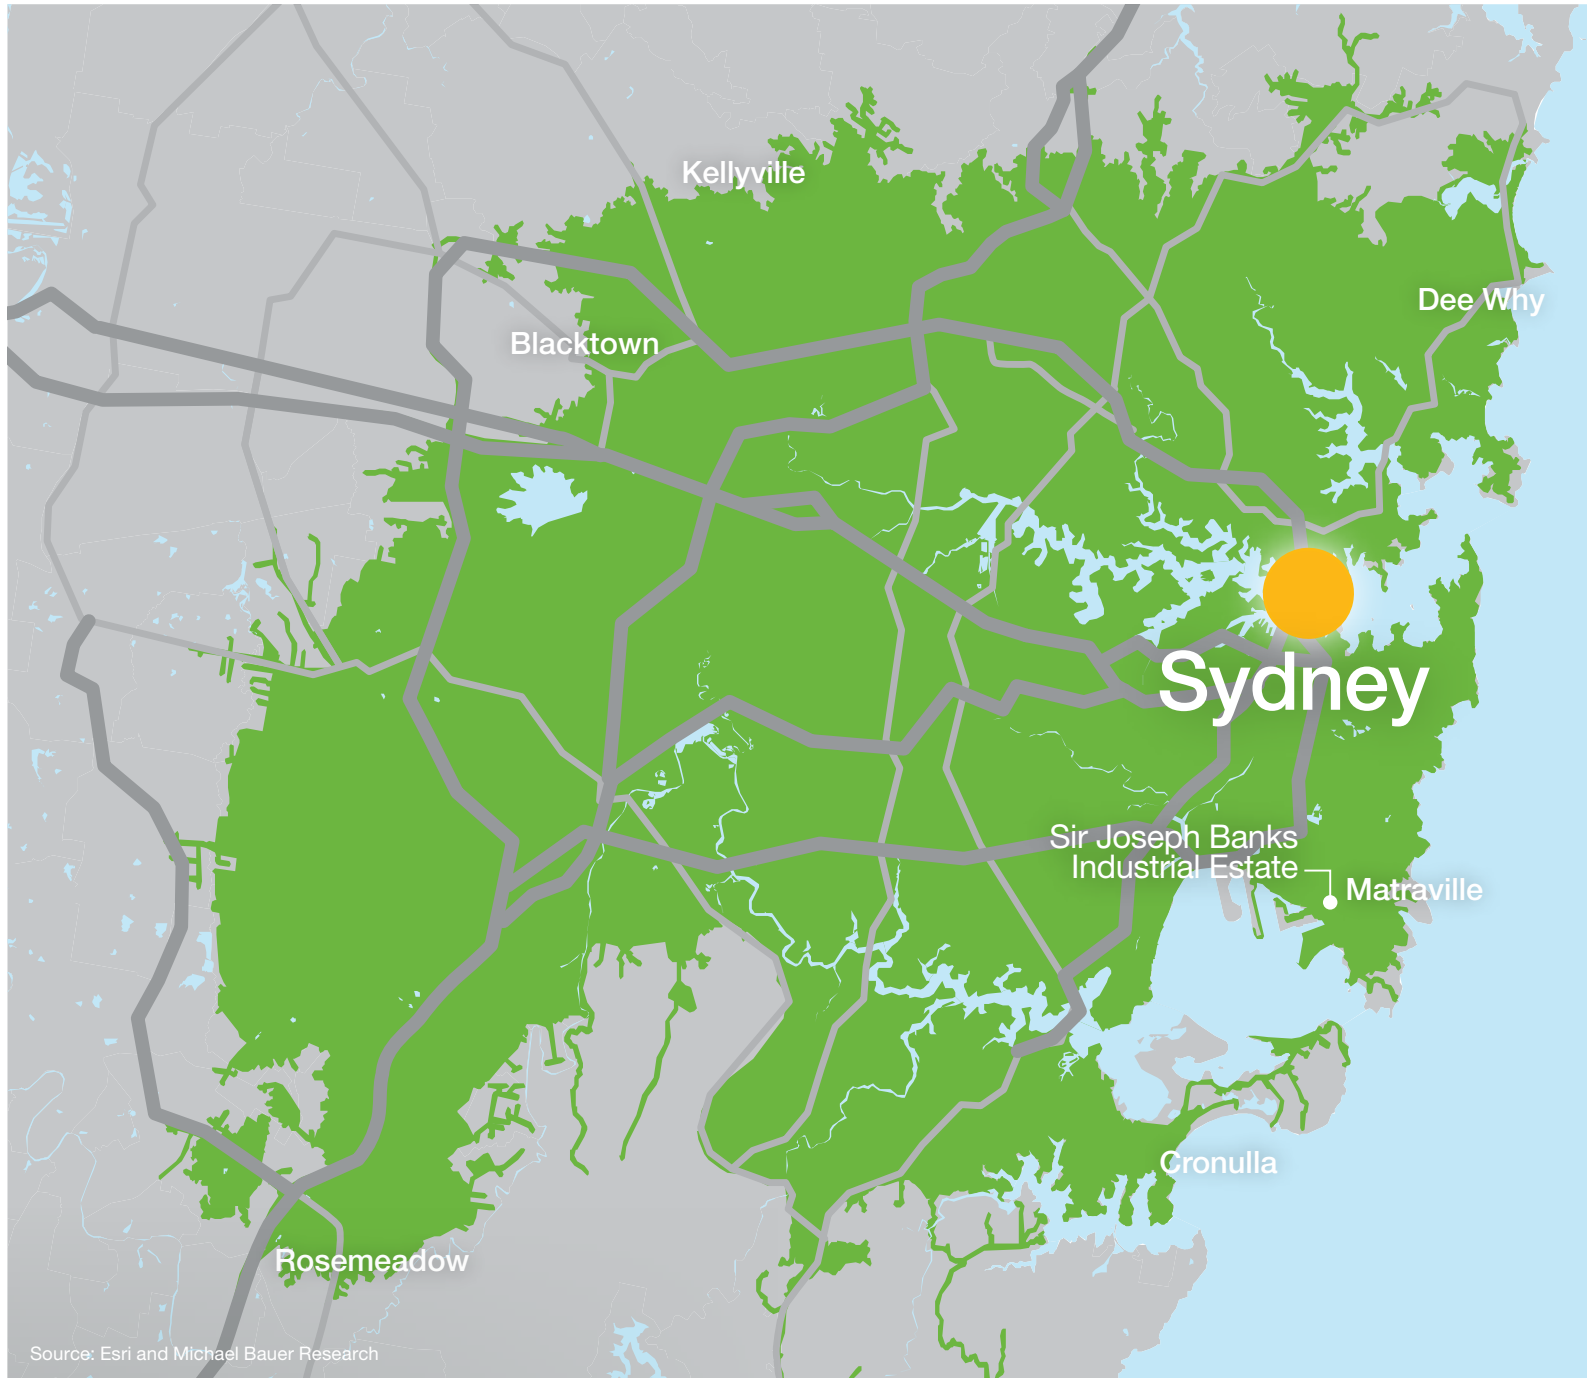 Kellyville
Dee Why
Blacktown
Sydney
Sir Joseph Banks
Industrial Estate
Matraville
Cronulla
Rosemeadow
Source: Esri and Michael Bauer Research